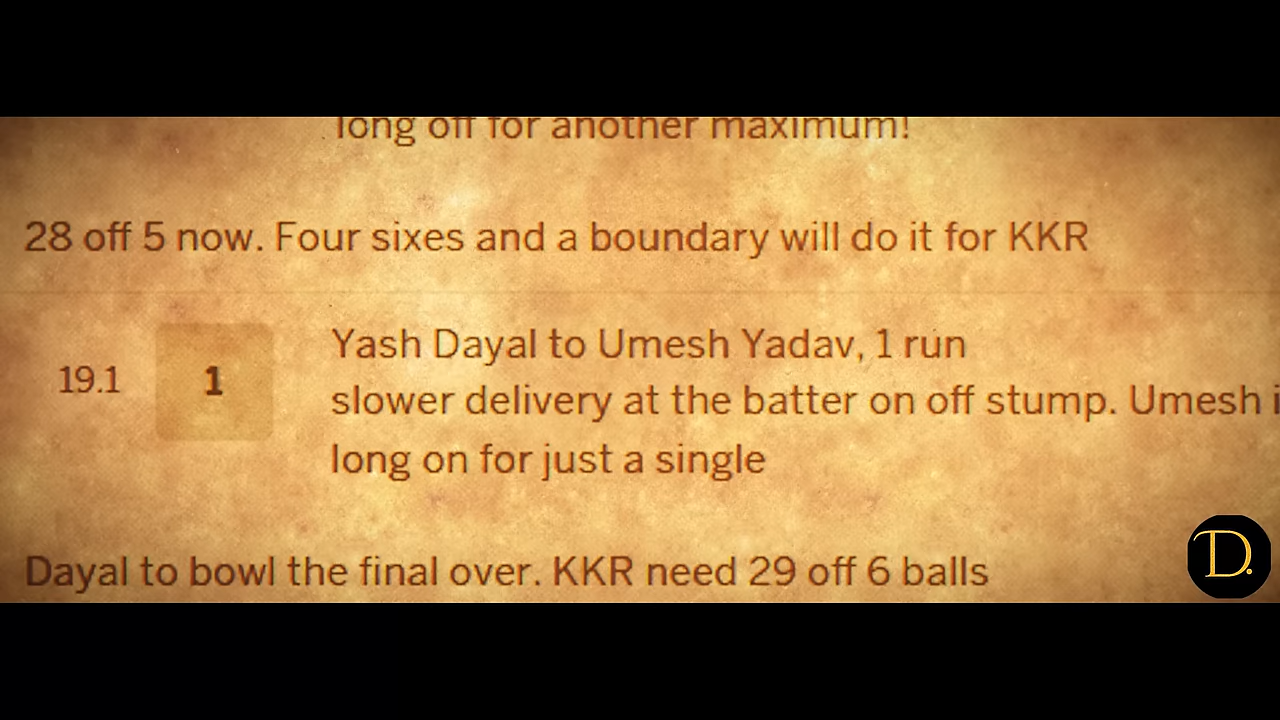 long off for another maximum!
28 off 5 now. Four sixes and a boundary will do it for KKR
Yash Dayal to Umesh Yadav, 1 run
19.1 1
slower delivery at the batter on off stump. Umesh
long on for just a single
Dayal to bowl the final over. KKR need 29 off 6 balls
D.